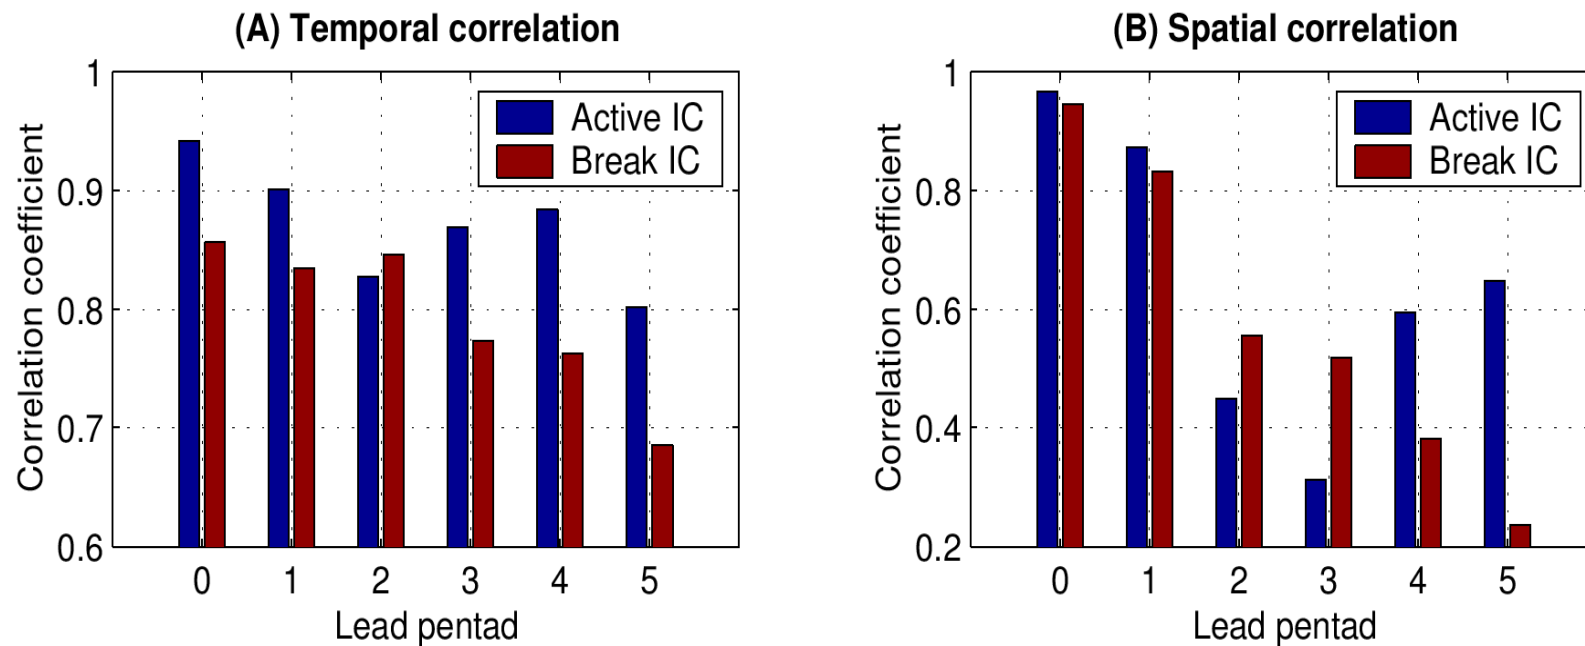 (A) Temporal correlation
Correlation coefficient
1
0.9
0.8
0.7
0.6
Active IC
Break IC
0 1 2 3 4 5
Lead pentad
(B) Spatial correlation
Correlation coefficient
1
0.8
0.6
0.4
0.2
Active IC
Break IC
0 1 2 3 4 5
Lead pentad